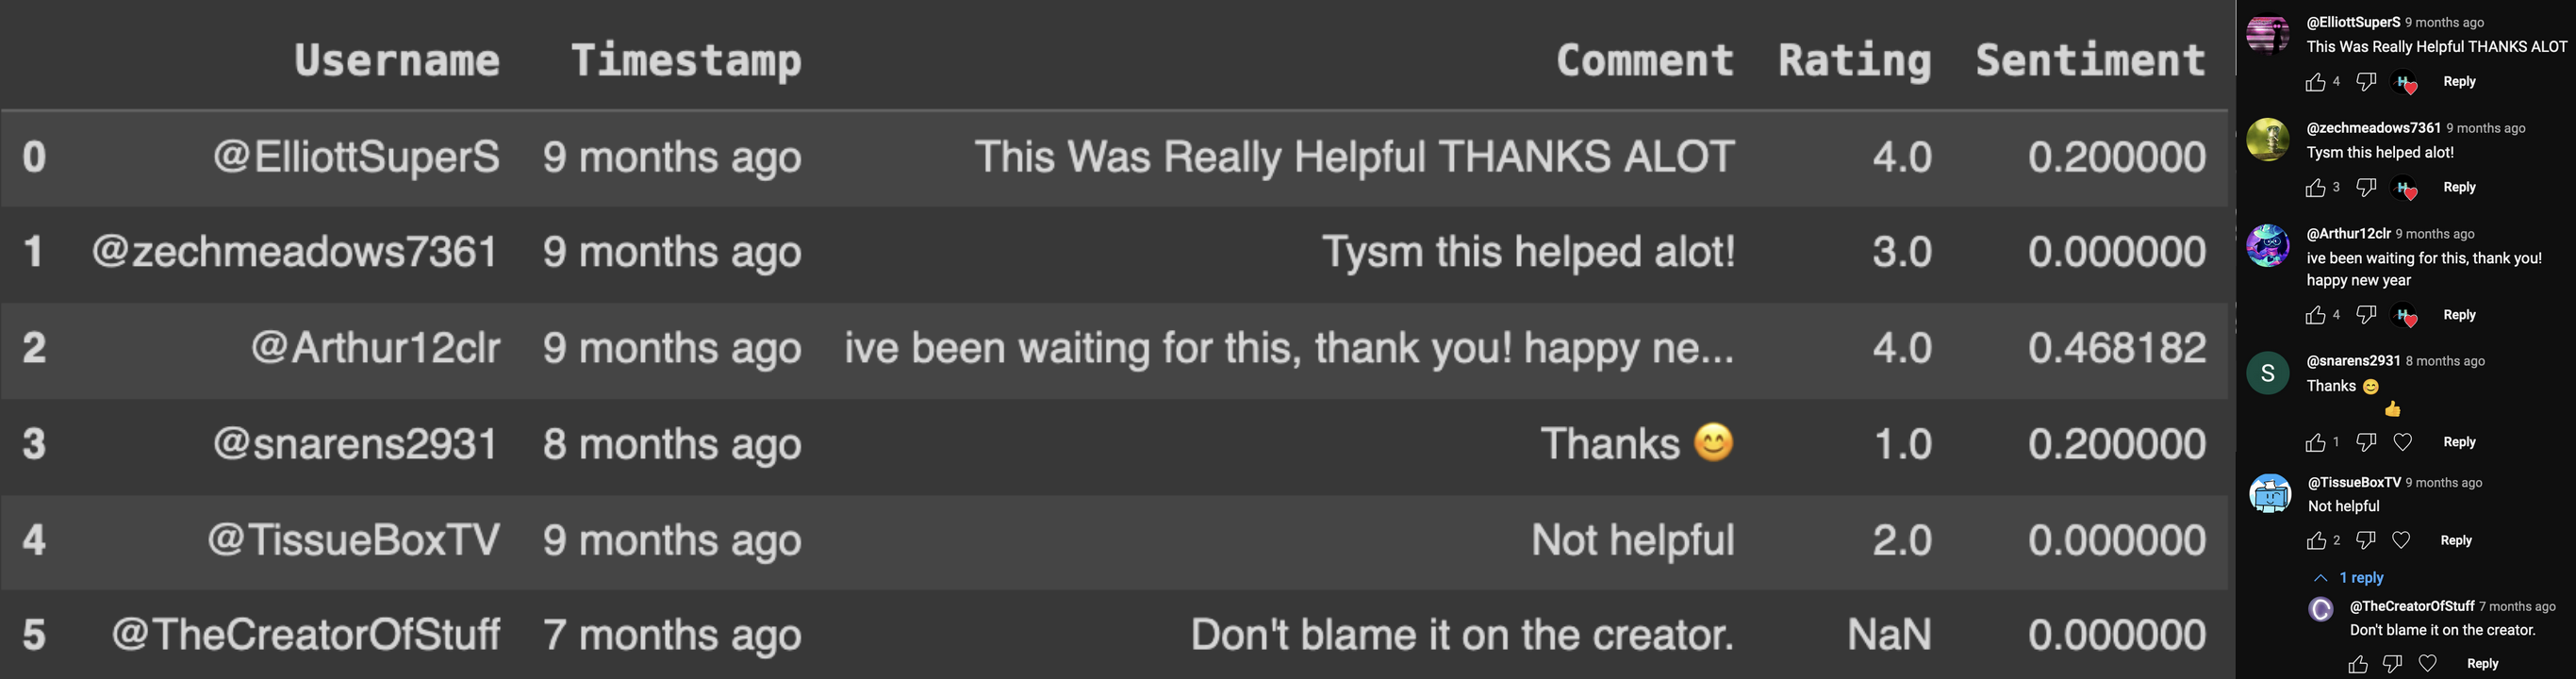 Username Timestamp Comment Rating Sentiment
0 @ElliottSuperS 9 months ago This Was Really Helpful THANKS ALOT 4.0 0.200000
1 @zechmeadows7361 9 months ago Tysm this helped alot! 3.0 0.000000
2 @Arthur12clr 9 months ago ive been waiting for this, thank you! happy ne... 4.0 0.468182
3 @snarens2931 8 months ago Thanks 😊 1.0 0.200000
4 @TissueBoxTV 9 months ago Not helpful 2.0 0.000000
5 @TheCreatorOfStuff 7 months ago Don't blame it on the creator. NaN 0.000000
@ElliottSuperS 9 months ago
This Was Really Helpful THANKS ALOT
4 H Reply
@zechmeadows7361 9 months ago
Tysm this helped alot!
3 H Reply
@Arthur12clr 9 months ago
ive been waiting for this, thank you!
happy new year
4 H Reply
S
@snarens2931 8 months ago
Thanks 😊
👍
1 Reply
@TissueBoxTV 9 months ago
Not helpful
2 Reply
1 reply
C
@TheCreatorOfStuff 7 months ago
Don't blame it on the creator.
Reply